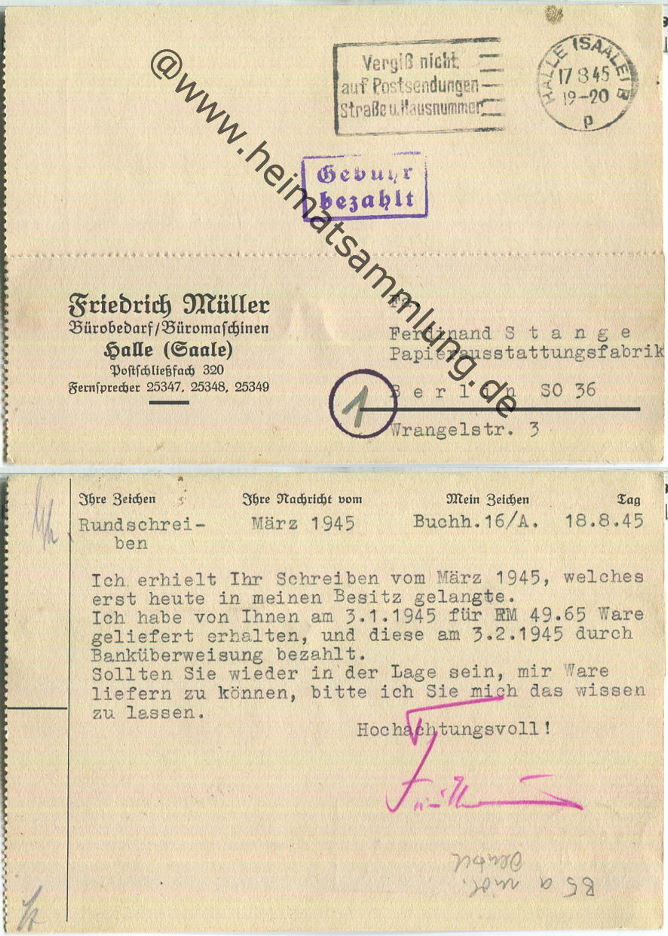 Vergiß nicht
auf Postsendungen
Straße u. Hausnummer
HALLE (SAALE) 2
17 8 45
19-20
p
Gebühr
bezahlt
@www.heimatsammlung.de
Friedrich Müller
Bürobedarf/Büromaschinen
Halle (Saale)
Postschließfach 320
Fernsprecher 25347, 25348, 25349
Fa.
Ferdinand S t a n g e
Papierausstattungsfabrik
B e r l i n SO 36
Wrangelstr. 3
1
Ihre Zeichen Ihre Nachricht vom Mein Zeichen Tag
Rundschrei- März 1945 Buchh.16/A. 18.8.45
ben
Ich erhielt Ihr Schreiben vom März 1945, welches
erst heute in meinen Besitz gelangte.
Ich habe von Ihnen am 3.1.1945 für RM 49.65 Ware
geliefert erhalten, und diese am 3.2.1945 durch
Banküberweisung bezahlt.
Sollten Sie wieder in der Lage sein, mir Ware
liefern zu können, bitte ich Sie mich das wissen
zu lassen.
Hochachtungsvoll!